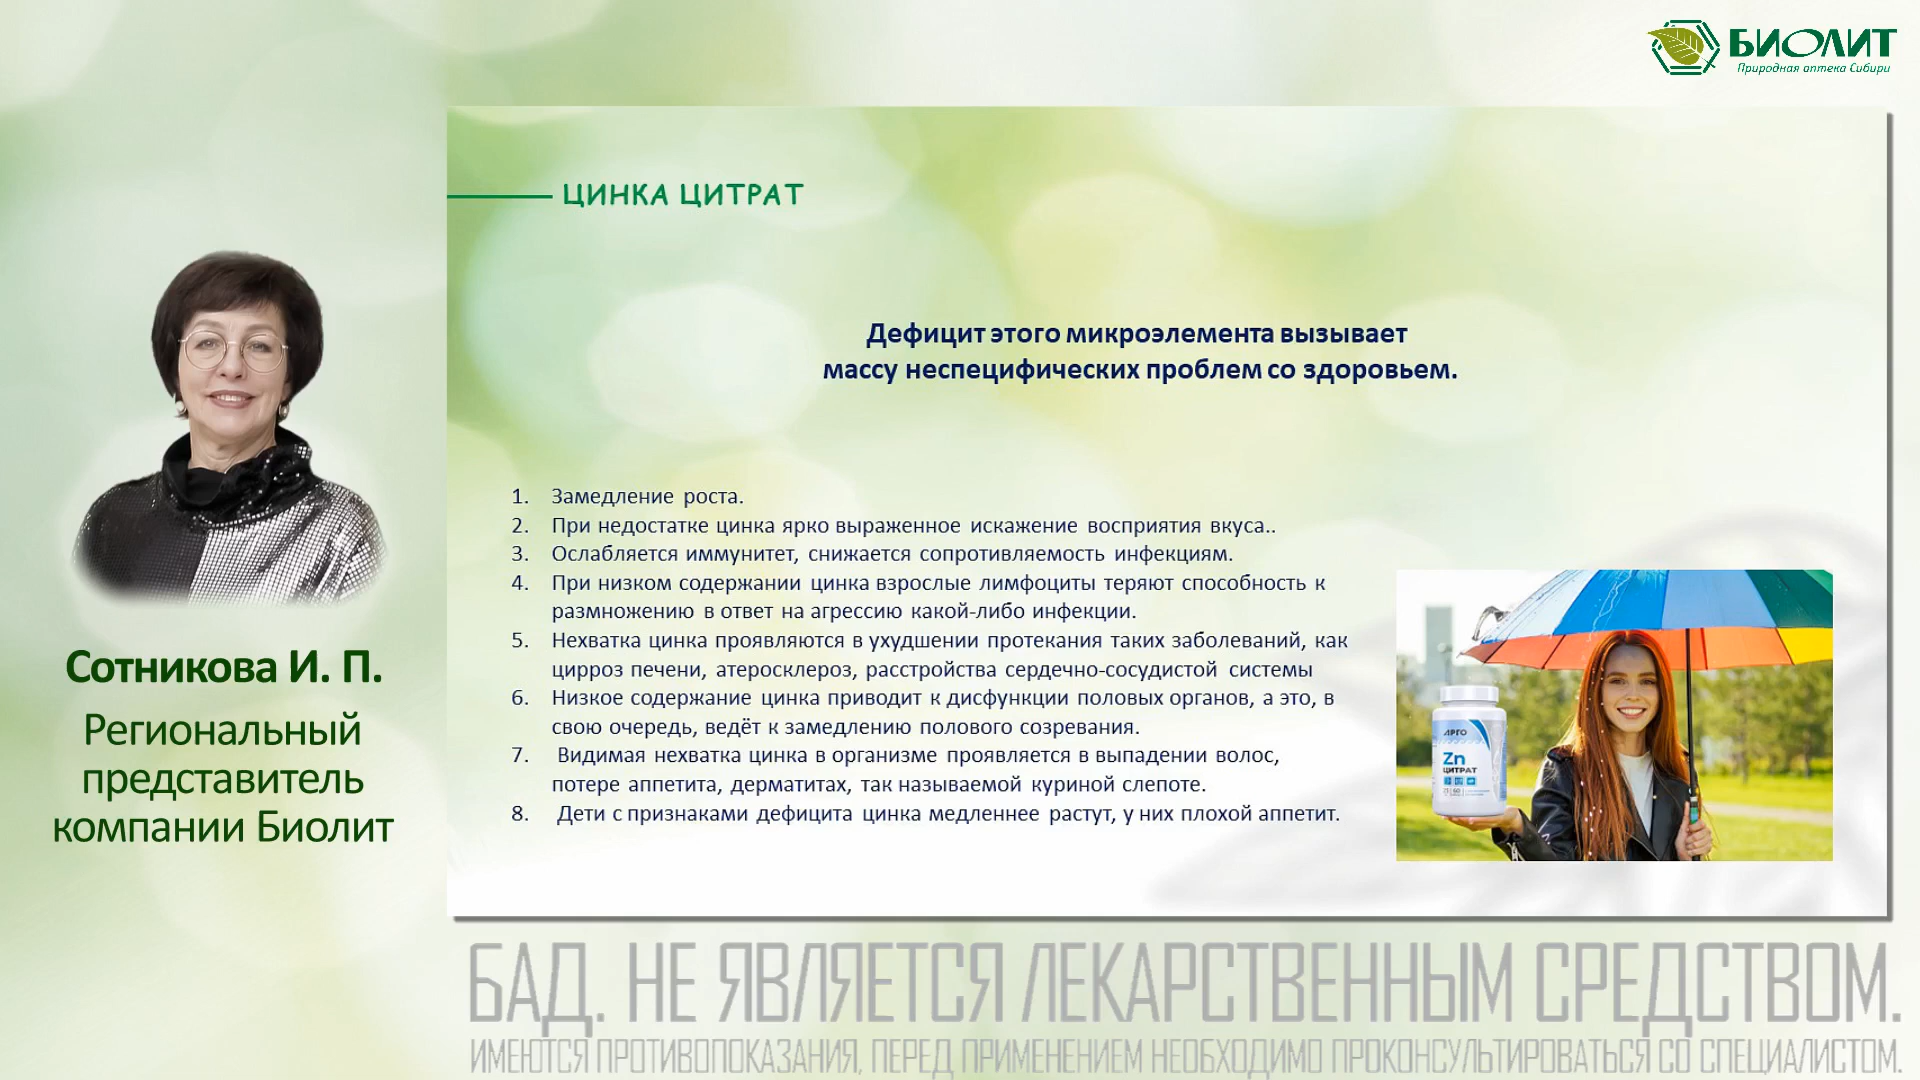 БИОЛИТ
Природная аптека Сибири
ЦИНКА ЦИТРАТ
Дефицит этого микроэлемента вызывает
массу неспецифических проблем со здоровьем.
1. Замедление роста.
2. При недостатке цинка ярко выраженное искажение восприятия вкуса..
3. Ослабляется иммунитет, снижается сопротивляемость инфекциям.
4. При низком содержании цинка взрослые лимфоциты теряют способность к
размножению в ответ на агрессию какой-либо инфекции.
5. Нехватка цинка проявляются в ухудшении протекания таких заболеваний, как
цирроз печени, атеросклероз, расстройства сердечно-сосудистой системы
6. Низкое содержание цинка приводит к дисфункции половых органов, а это, в
свою очередь, ведёт к замедлению полового созревания.
7. Видимая нехватка цинка в организме проявляется в выпадении волос,
потере аппетита, дерматитах, так называемой куриной слепоте.
8. Дети с признаками дефицита цинка медленнее растут, у них плохой аппетит.
АРГО
Zn
ЦИТРАТ
Сотникова И. П.
Региональный
представитель
компании Биолит
БАД. НЕ ЯВЛЯЕТСЯ ЛЕКАРСТВЕННЫМ СРЕДСТВОМ.
ИМЕЮТСЯ ПРОТИВОПОКАЗАНИЯ, ПЕРЕД ПРИМЕНЕНИЕМ НЕОБХОДИМО ПРОКОНСУЛЬТИРОВАТЬСЯ СО СПЕЦИАЛИСТОМ.